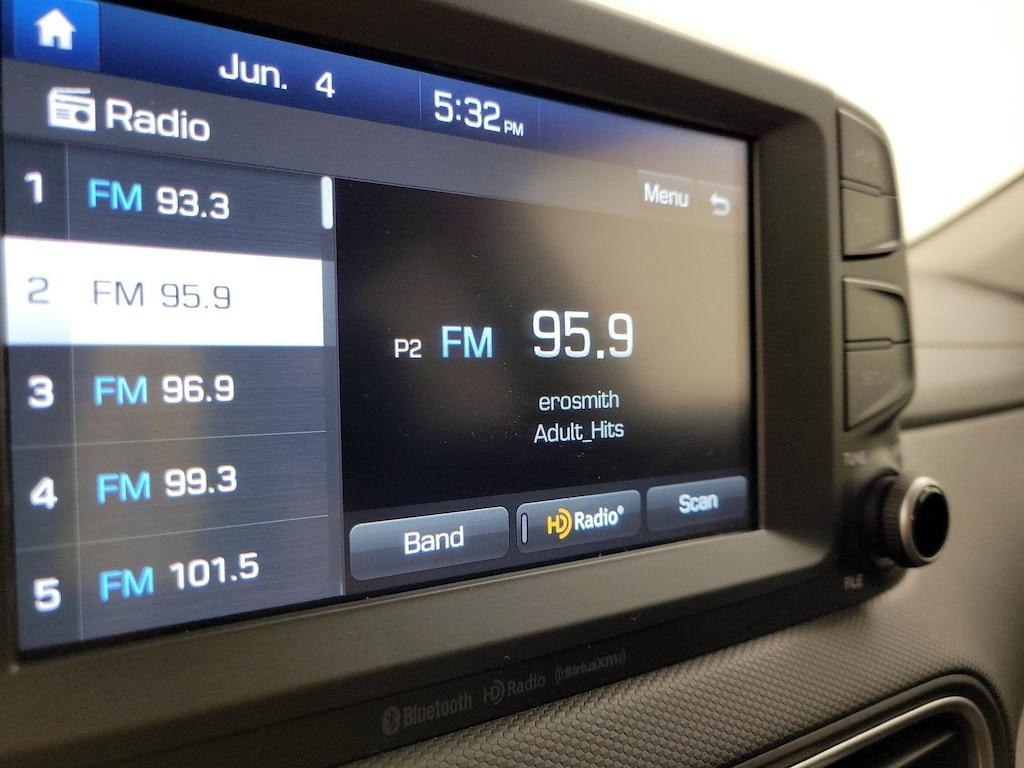 Jun. 4
5:32 PM
Radio
1 FM 93.3
2 FM 95.9
3 FM 96.9
4 FM 99.3
5 FM 101.5
Menu
P2 FM 95.9
erosmith
Adult_Hits
Band
HD Radio®
Scan
TUNE
FILE
Bluetooth HD Radio ((SiriusXM))